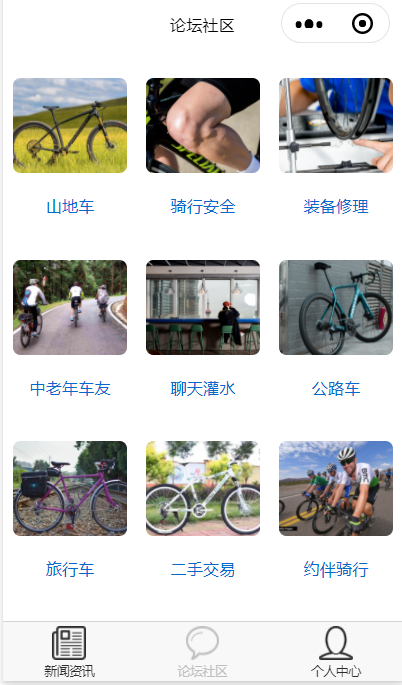 论坛社区
山地车
骑行安全
装备修理
中老年车友
聊天灌水
公路车
旅行车
二手交易
约伴骑行
新闻资讯
论坛社区
个人中心